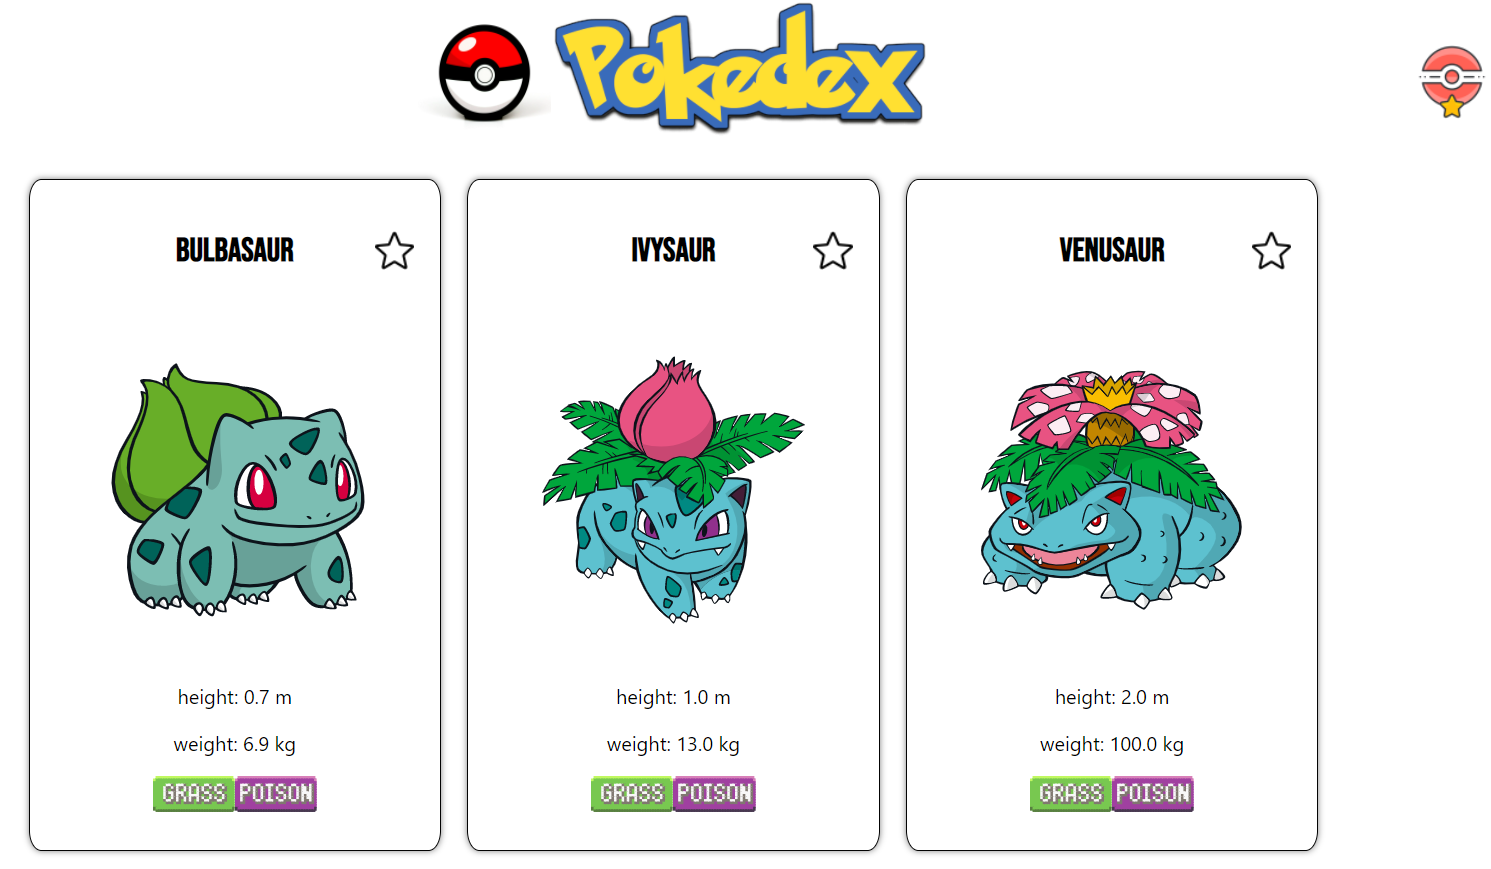 Pokedex
BULBASAUR
height: 0.7 m
weight: 6.9 kg
GRASS POISON
IVYSAUR
height: 1.0 m
weight: 13.0 kg
GRASS POISON
VENUSAUR
height: 2.0 m
weight: 100.0 kg
GRASS POISON